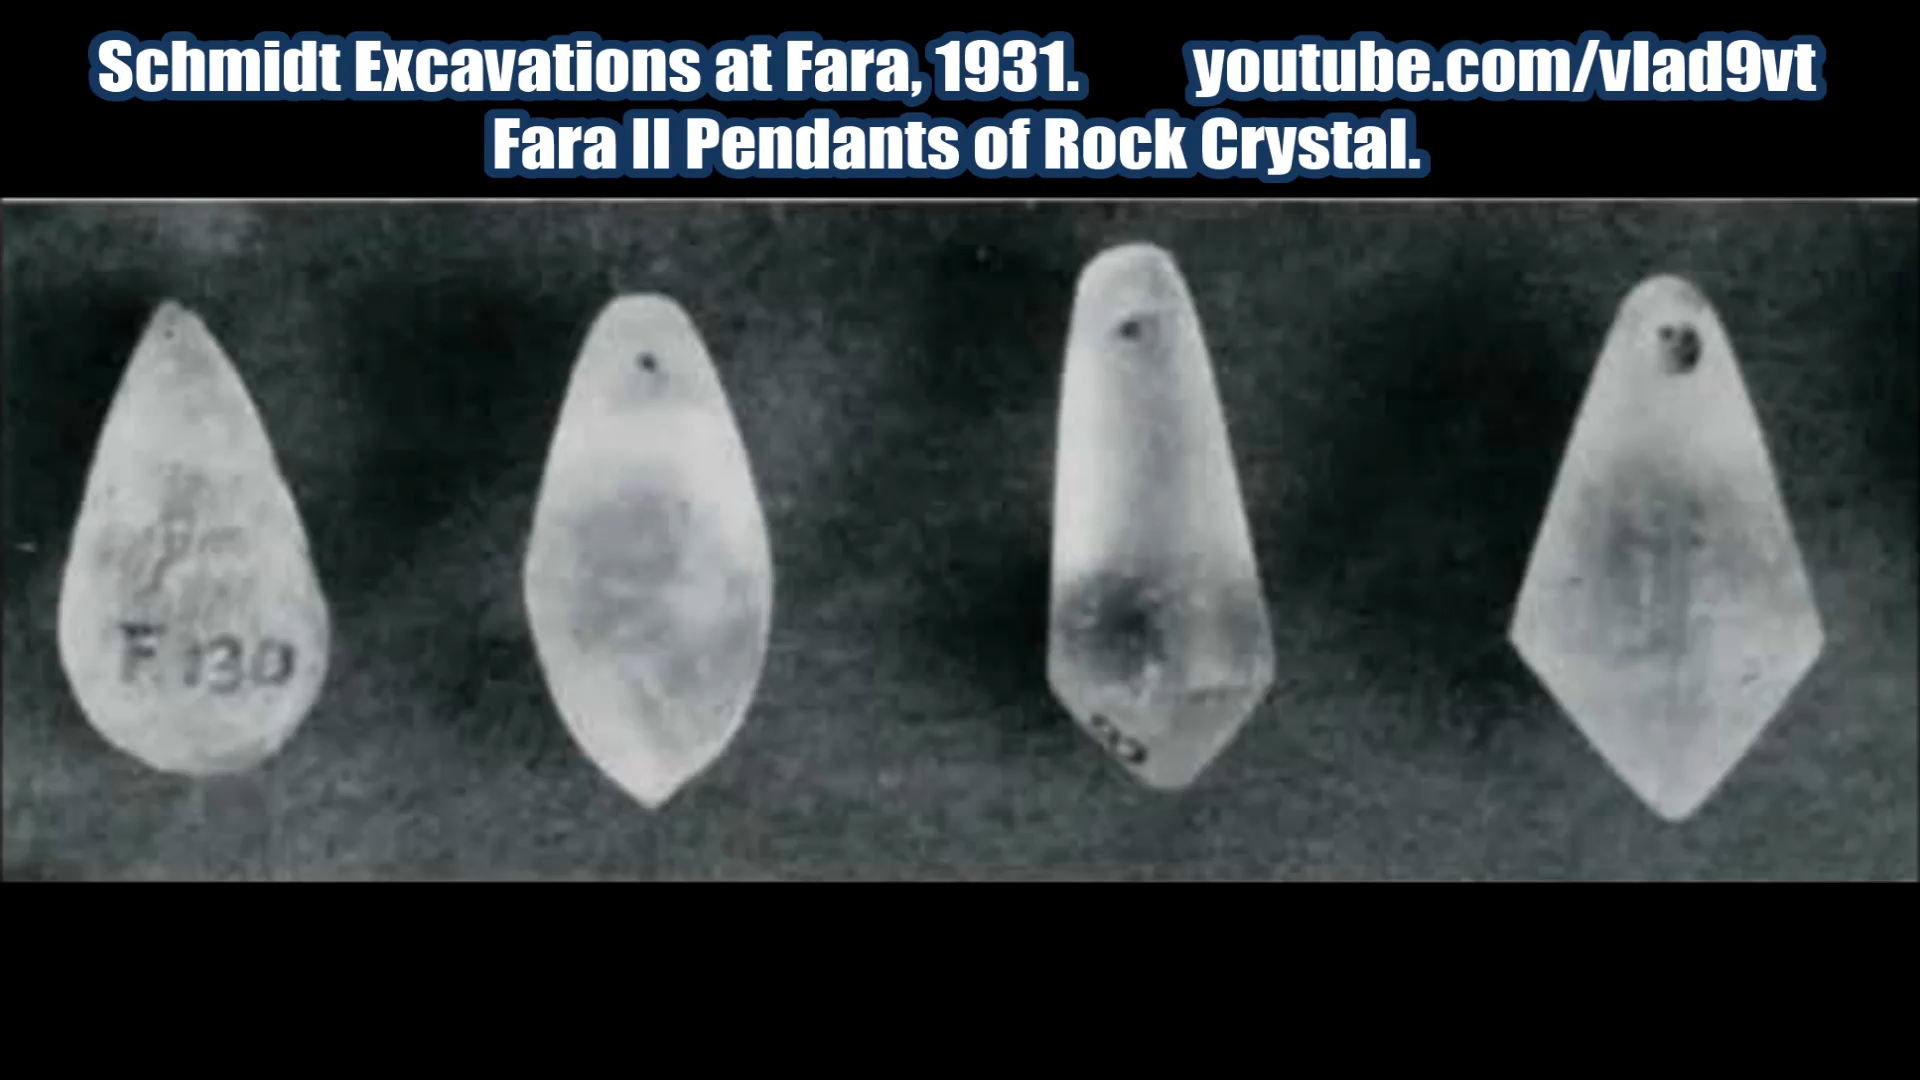 Schmidt Excavations at Fara, 1931. youtube.com/vlad9vt
Fara II Pendants of Rock Crystal.
F.130